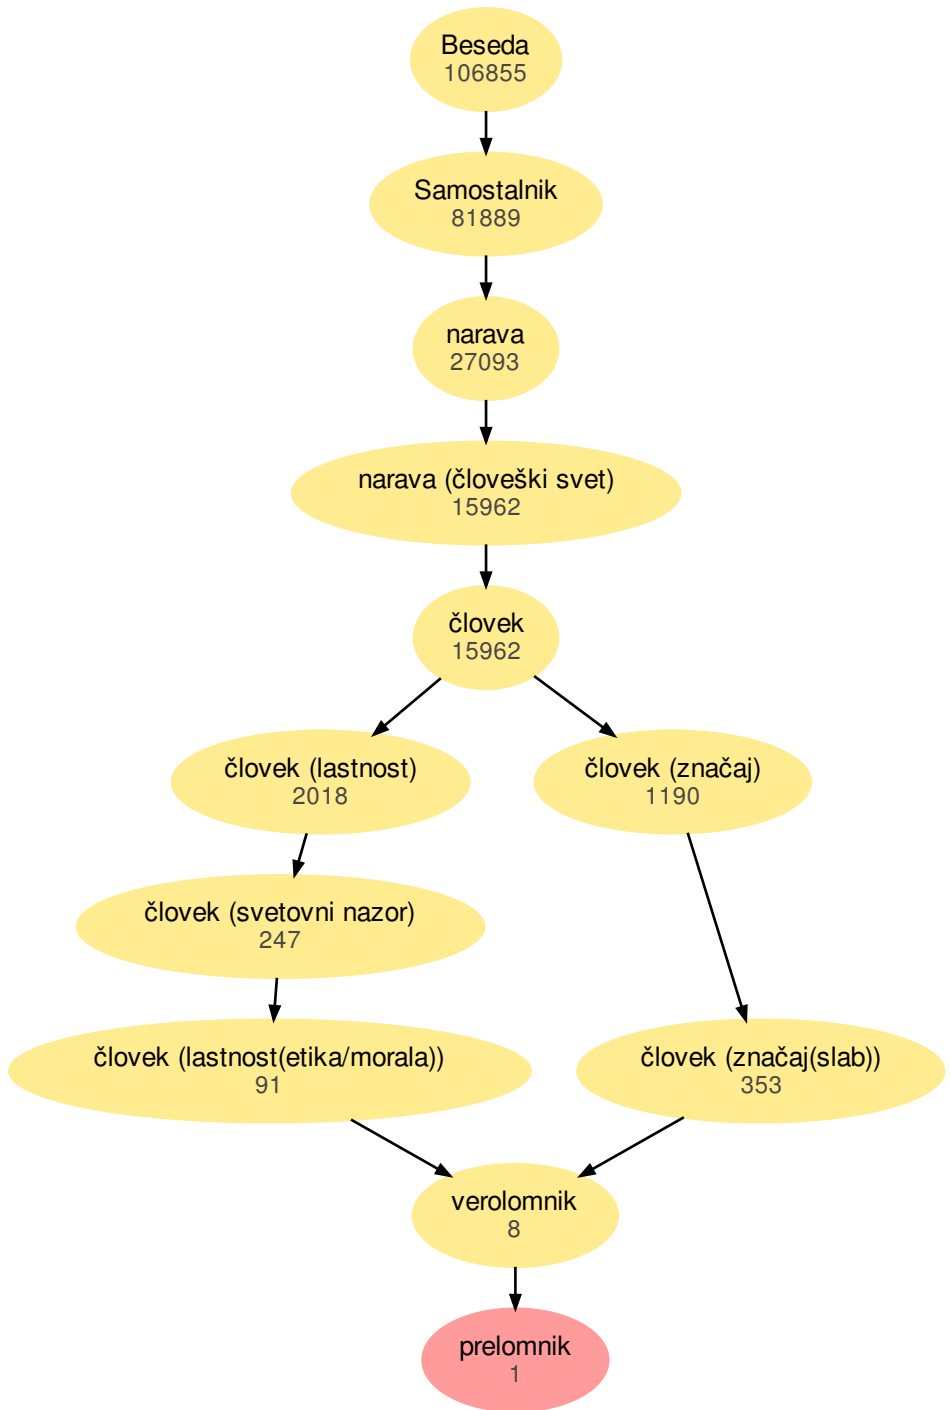 Beseda
106855
Samostalnik
81889
narava
27093
narava (človeški svet)
15962
človek
15962
človek (lastnost)
2018
človek (značaj)
1190
človek (svetovni nazor)
247
človek (lastnost(etika/morala))
91
človek (značaj(slab))
353
verolomnik
8
prelomnik
1